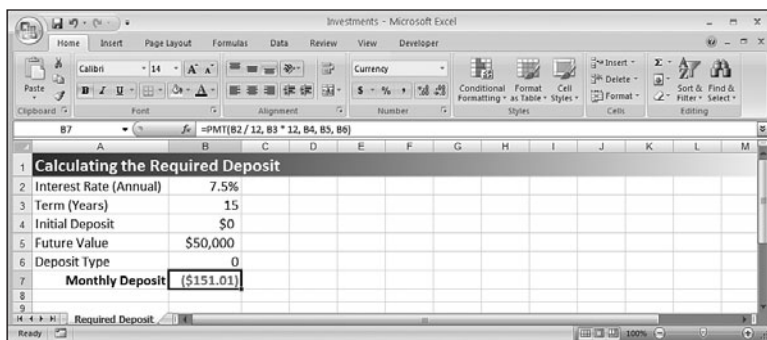 Investments - Microsoft Excel
Home Insert Page Layout Formulas Data Review View Developer
Calibri 14 A A Currency Insert Σ
Paste B I U A $ % , Conditional Formatting Format as Table Cell Styles Delete Format Sort & Filter Find & Select
Clipboard Font Alignment Number Styles Cells Editing
B7 fx =PMT(B2 / 12, B3 * 12, B4, B5, B6)
A B C D E F G H I J K L M
1 Calculating the Required Deposit
2 Interest Rate (Annual) 7.5%
3 Term (Years) 15
4 Initial Deposit $0
5 Future Value $50,000
6 Deposit Type 0
7 Monthly Deposit ($151.01)
8
9
Required Deposit
Ready 100%